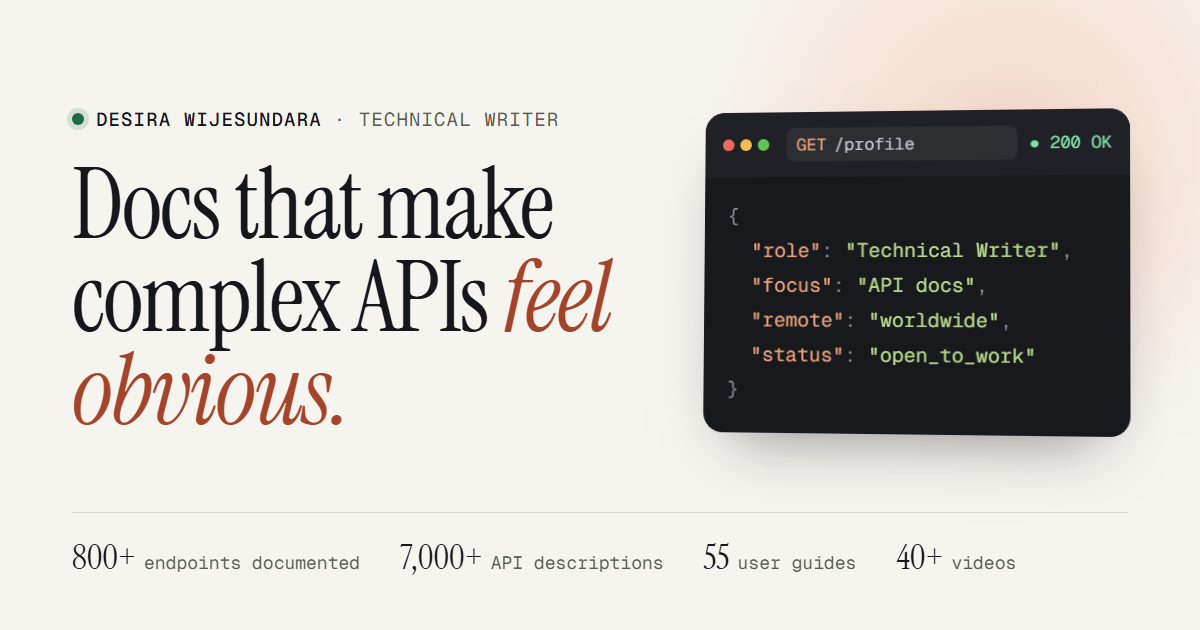 DESIRA WIJESUNDARA · TECHNICAL WRITER
Docs that make
complex APIs feel
obvious.
GET /profile
200 OK
{
"role": "Technical Writer",
"focus": "API docs",
"remote": "worldwide",
"status": "open_to_work"
}
800+ endpoints documented
7,000+ API descriptions
55 user guides
40+ videos